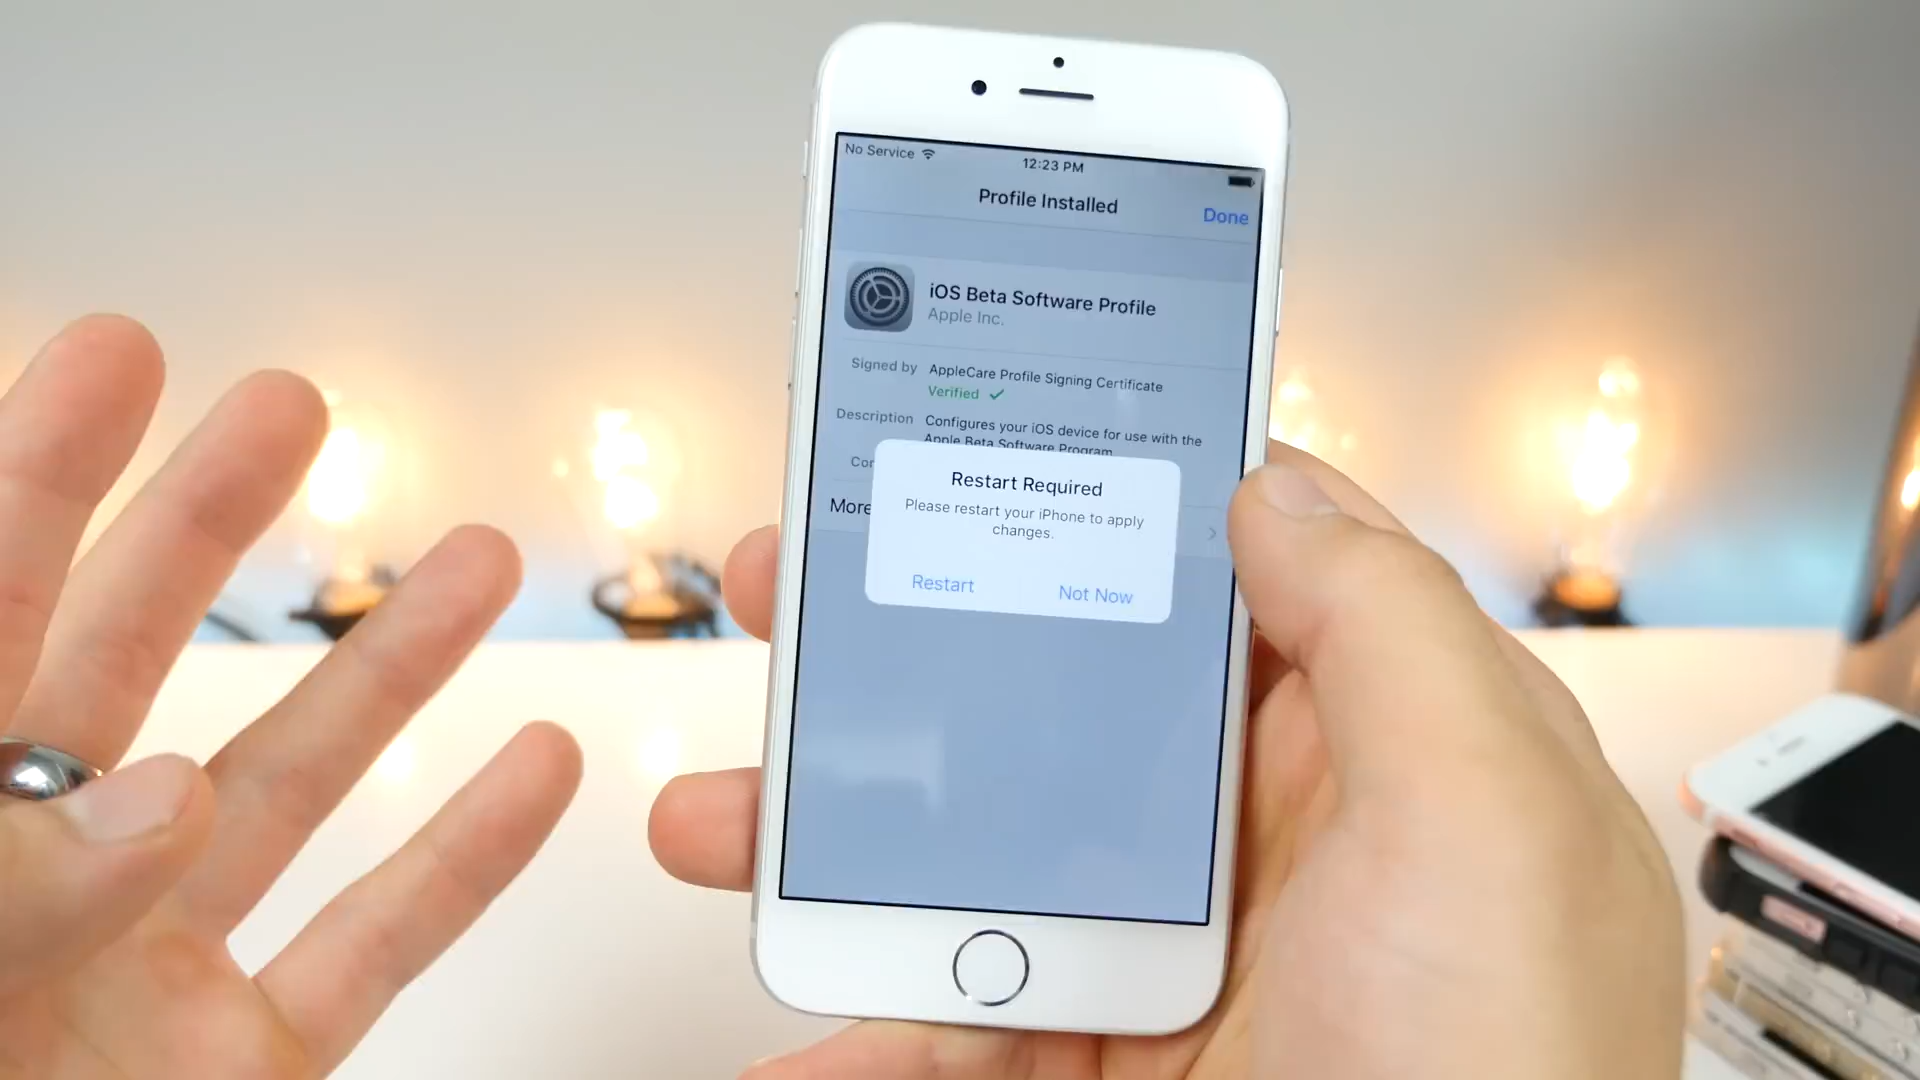 No Service
12:23 PM
Profile Installed
Done
iOS Beta Software Profile
Apple Inc.
Signed by AppleCare Profile Signing Certificate
Verified
Description Configures your iOS device for use with the
Apple Beta Software Program
More
Restart Required
Please restart your iPhone to apply
changes.
Restart
Not Now